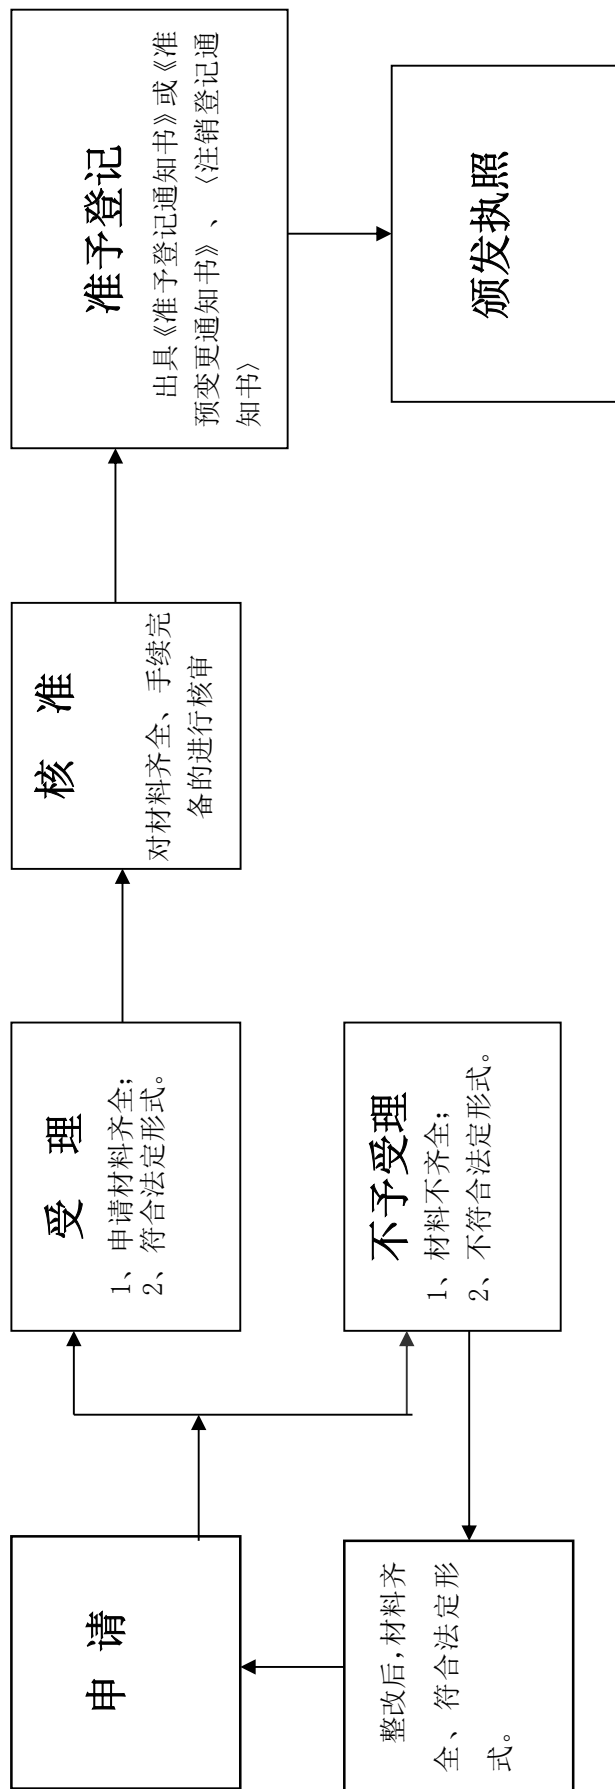 申 请
整改后,材料齐
全、符合法定形
式。
受 理
1、申请材料齐全;
2、符合法定形式。
不予受理
1、材料不齐全;
2、不符合法定形式。
核 准
对材料齐全、手续完
备的进行核审
准予登记
出具《准予登记通知书》或《准
预变更通知书》、〈注销登记通
知书〉
颁发执照